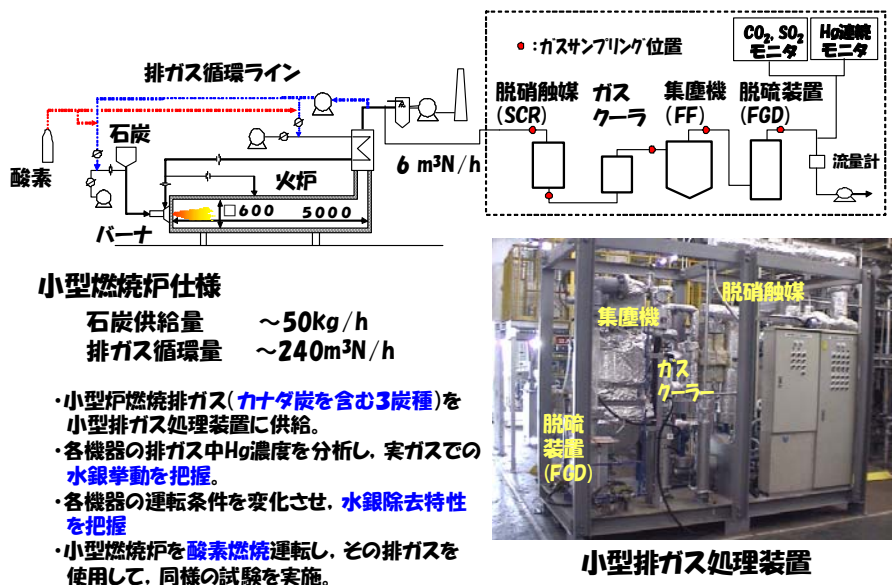 CO2, SO2
モニタ
Hg連続
モニタ
:ガスサンプリング位置
排ガス循環ライン
脱硝触媒
(SCR)
ガス
クーラ
集塵機
(FF)
脱硫装置
(FGD)
石炭
酸素
火炉
6 m3N/h
流量計
□600 5000
バーナ
小型燃焼炉仕様
石炭供給量 ~50kg/h
排ガス循環量 ~240m3N/h
・小型炉燃焼排ガス(カナダ炭を含む3炭種)を
小型排ガス処理装置に供給。
・各機器の排ガス中Hg濃度を分析し,実ガスでの
水銀挙動を把握。
・各機器の運転条件を変化させ,水銀除去特性
を把握
・小型燃焼炉を酸素燃焼運転し,その排ガスを
使用して,同様の試験を実施。
脱硝触媒
集塵機
ガス
クーラー
脱硫
装置
(FGD)
小型排ガス処理装置